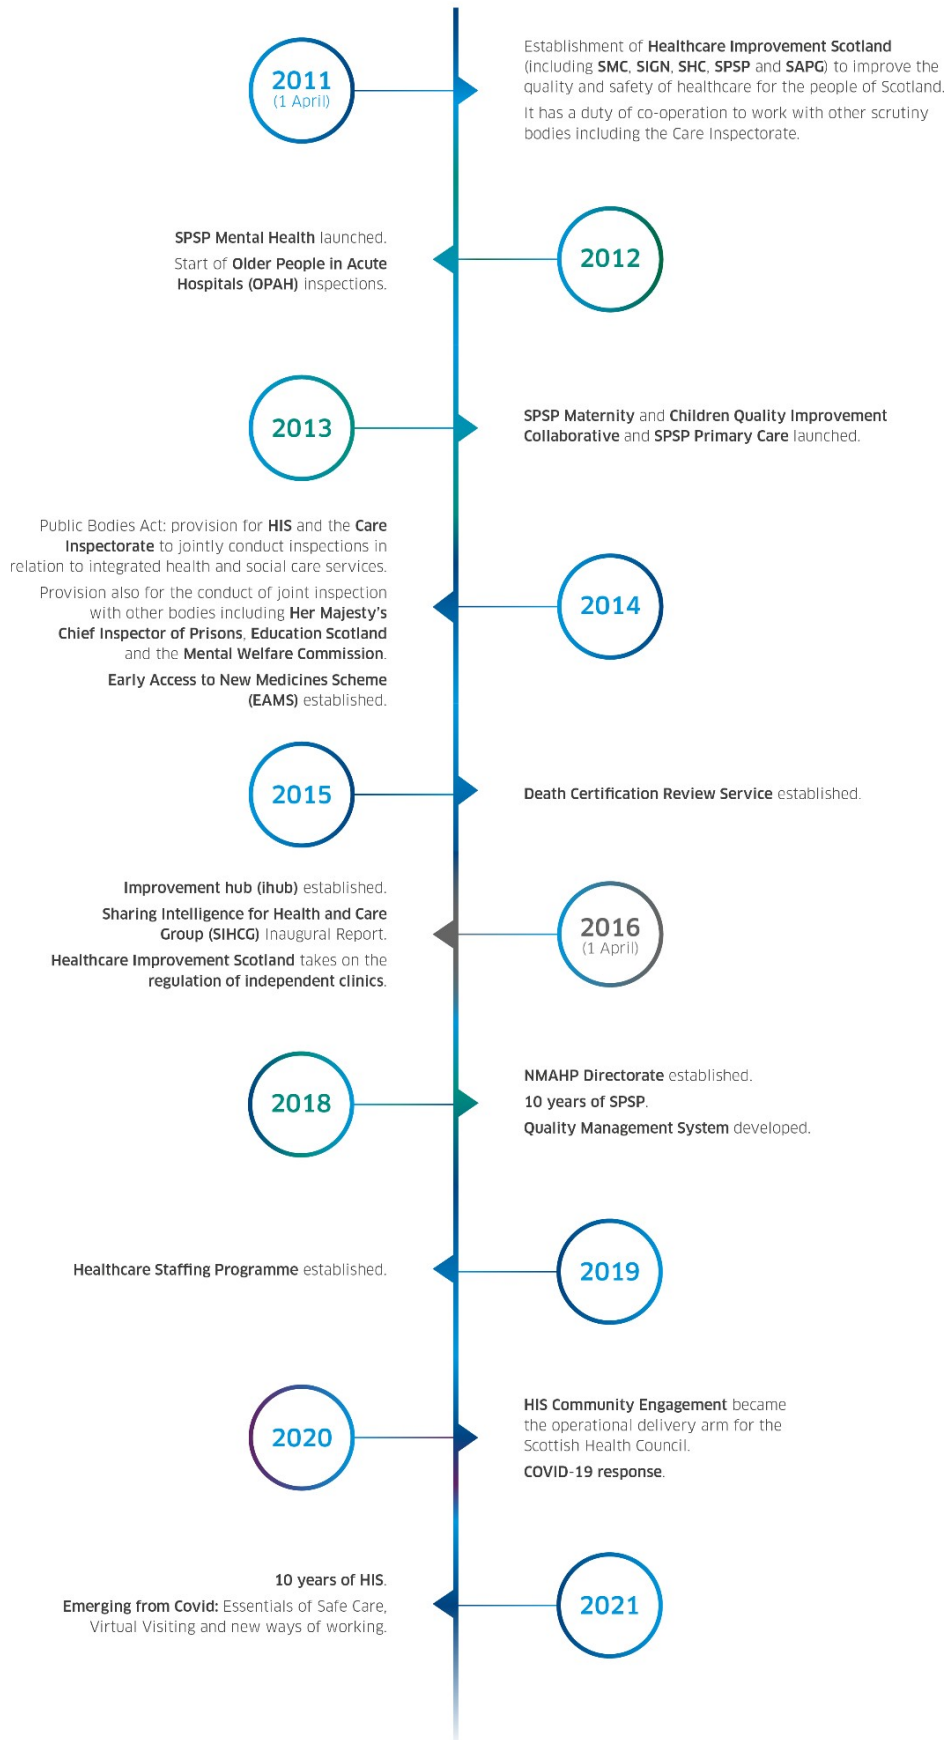 2011
(1 April)
Establishment of Healthcare Improvement Scotland
(including SMC, SIGN, SHC, SPSP and SAPG) to improve the
quality and safety of healthcare for the people of Scotland.
It has a duty of co-operation to work with other scrutiny
bodies including the Care Inspectorate.
2012
SPSP Mental Health launched.
Start of Older People in Acute
Hospitals (OPAH) inspections.
2013
SPSP Maternity and Children Quality Improvement
Collaborative and SPSP Primary Care launched.
2014
Public Bodies Act: provision for HIS and the Care
Inspectorate to jointly conduct inspections in
relation to integrated health and social care services.
Provision also for the conduct of joint inspection
with other bodies including Her Majesty's
Chief Inspector of Prisons, Education Scotland
and the Mental Welfare Commission.
Early Access to New Medicines Scheme
(EAMS) established.
2015
Death Certification Review Service established.
2016
(1 April)
Improvement hub (ihub) established.
Sharing Intelligence for Health and Care
Group (SIHCG) Inaugural Report.
Healthcare Improvement Scotland takes on the
regulation of independent clinics.
2018
NMAHP Directorate established.
10 years of SPSP.
Quality Management System developed.
2019
Healthcare Staffing Programme established.
2020
HIS Community Engagement became
the operational delivery arm for the
Scottish Health Council.
COVID-19 response.
2021
10 years of HIS.
Emerging from Covid: Essentials of Safe Care,
Virtual Visiting and new ways of working.